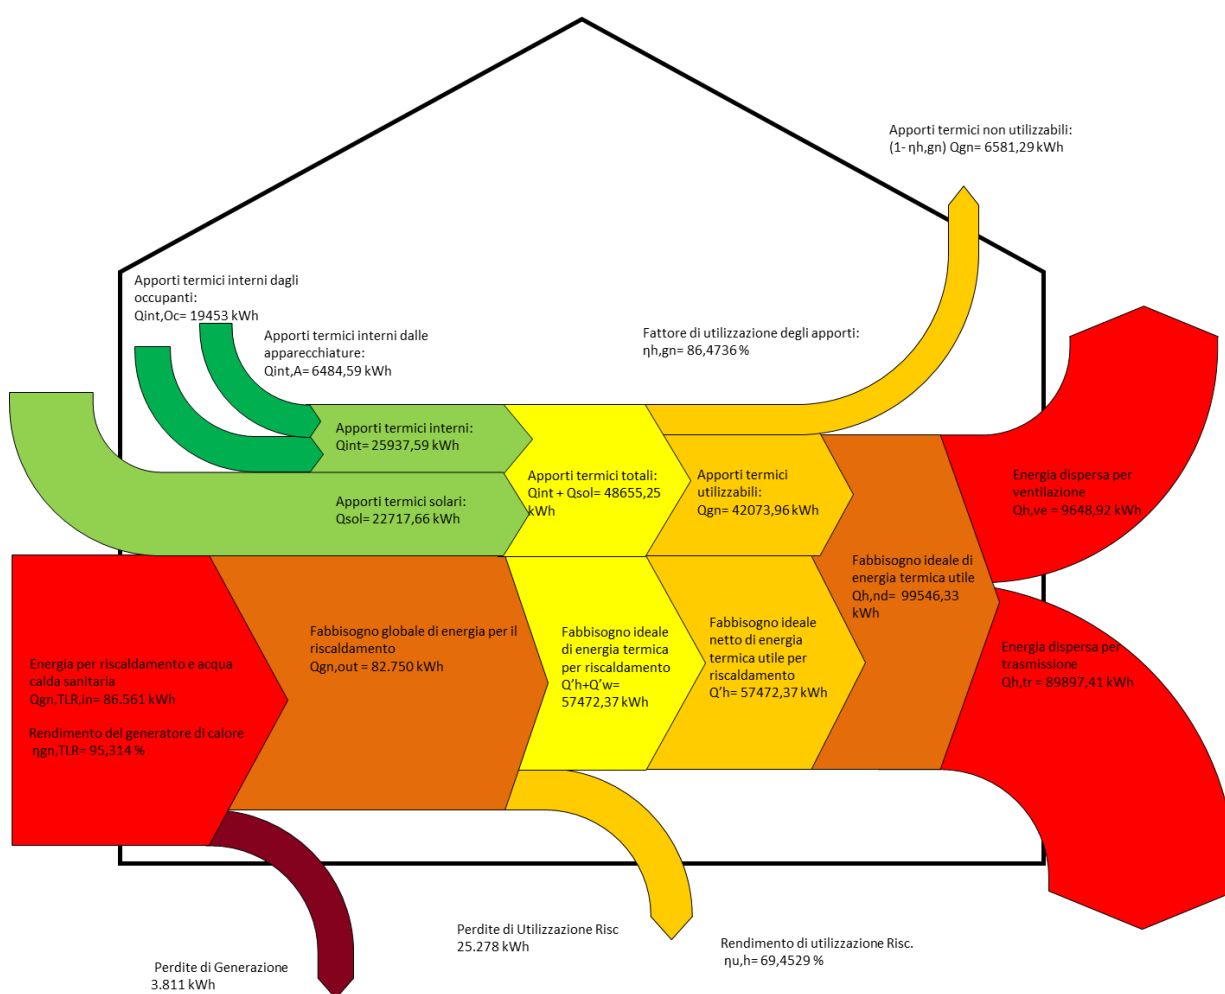 Apporti termici non utilizzabili:
(1- ηh,gn) Qgn= 6581,29 kWh
Apporti termici interni dagli
occupanti:
Qint,Oc= 19453 kWh
Apporti termici interni dalle
apparecchiature:
Qint,A= 6484,59 kWh
Fattore di utilizzazione degli apporti:
ηh,gn= 86,4736 %
Apporti termici interni:
Qint= 25937,59 kWh
Apporti termici solari:
Qsol= 22717,66 kWh
Apporti termici totali:
Qint + Qsol= 48655,25
kWh
Apporti termici
utilizzabili:
Qgn= 42073,96 kWh
Energia dispersa per
ventilazione
Qh,ve = 9648,92 kWh
Fabbisogno ideale di
energia termica utile
Qh,nd= 99546,33
kWh
Energia per riscaldamento e acqua
calda sanitaria
Qgn,TLR,in= 86.561 kWh
Rendimento del generatore di calore
ηgn,TLR= 95,314 %
Fabbisogno globale di energia per il
riscaldamento
Qgn,out = 82.750 kWh
Fabbisogno ideale
di energia termica
per riscaldamento
Q'h+Q'w=
57472,37 kWh
Fabbisogno ideale
netto di energia
termica utile per
riscaldamento
Q'h= 57472,37 kWh
Energia dispersa per
trasmissione
Qh,tr = 89897,41 kWh
Perdite di Utilizzazione Risc
25.278 kWh
Rendimento di utilizzazione Risc.
ηu,h= 69,4529 %
Perdite di Generazione
3.811 kWh